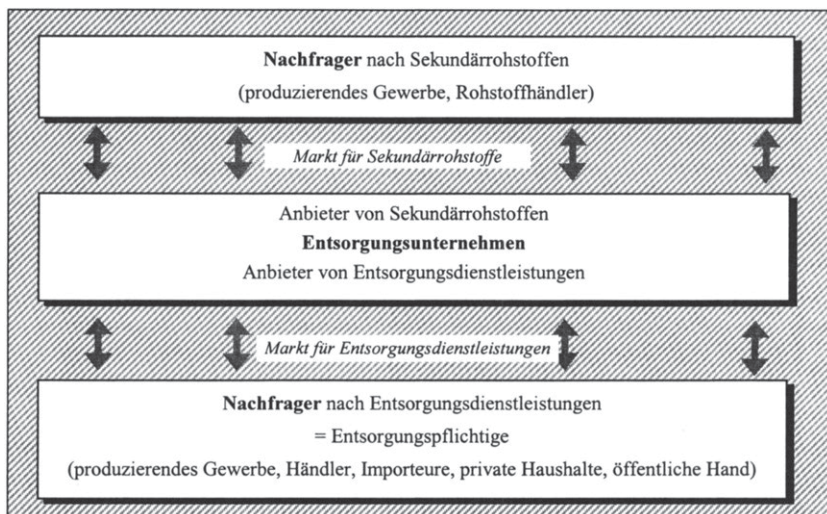 Nachfrager nach Sekundärrohstoffen
(produzierendes Gewerbe, Rohstoffhändler)
Markt für Sekundärrohstoffe
Anbieter von Sekundärrohstoffen
Entsorgungsunternehmen
Anbieter von Entsorgungsdienstleistungen
Markt für Entsorgungsdienstleistungen
Nachfrager nach Entsorgungsdienstleistungen
= Entsorgungspflichtige
(produzierendes Gewerbe, Händler, Importeure, private Haushalte, öffentliche Hand)